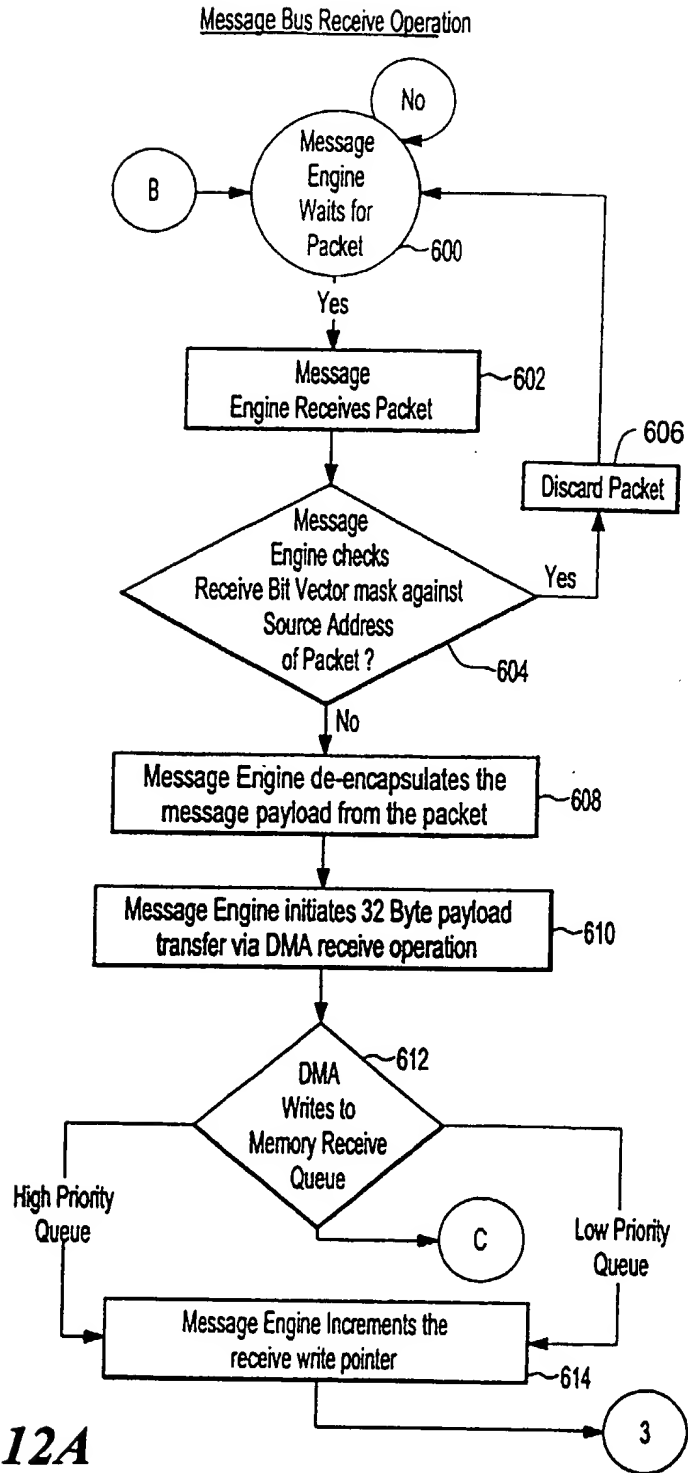 Message Bus Receive Operation
No
B
Message
Engine
Waits for
Packet
600
Yes
Message
Engine Receives Packet
602
606
Discard Packet
Message
Engine checks
Receive Bit Vector mask against
Source Address
of Packet ?
Yes
604
No
Message Engine de-encapsulates the
message payload from the packet
608
Message Engine initiates 32 Byte payload
transfer via DMA receive operation
610
612
DMA
Writes to
Memory Receive
Queue
High Priority
Queue
C
Low Priority
Queue
Message Engine Increments the
receive write pointer
614
3
12A